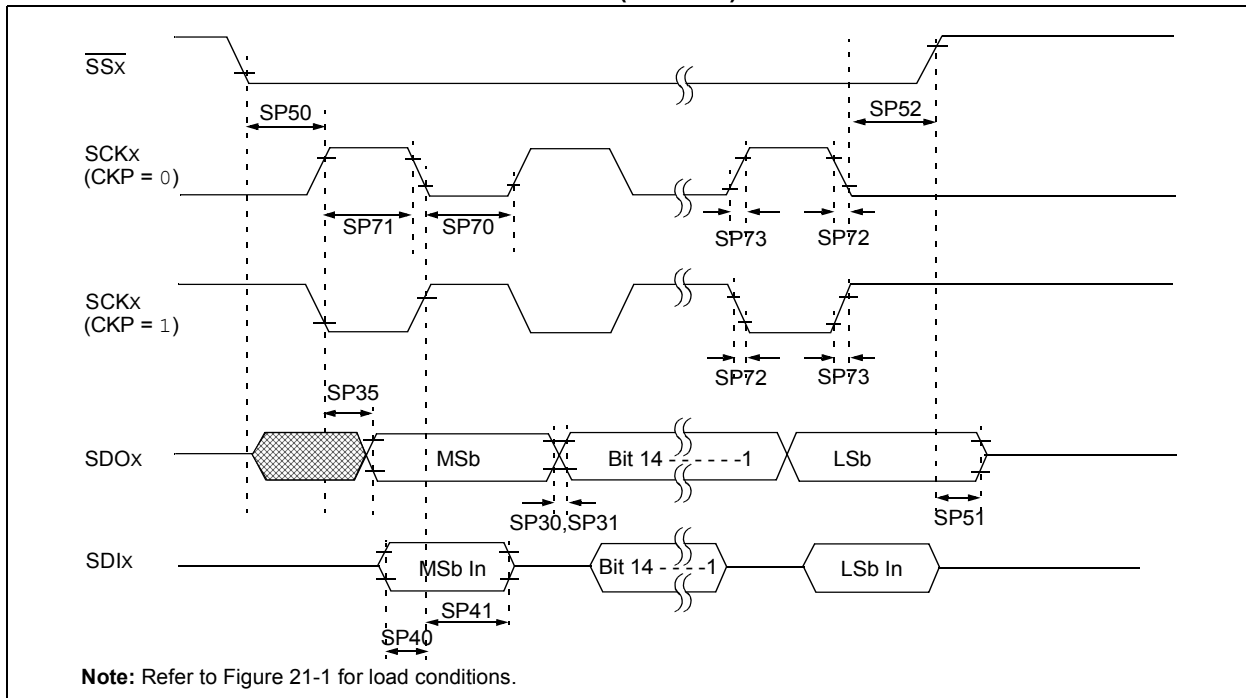 SSx
SP50
SP52
SCKx
(CKP = 0)
SP71
SP70
SP73
SP72
SCKx
(CKP = 1)
SP72
SP73
SP35
SDOx
MSb
Bit 14 - - - - - -1
LSb
SP30,SP31
SP51
SDIx
MSb In
Bit 14 - - - -1
LSb In
SP41
SP40
Note: Refer to Figure 21-1 for load conditions.